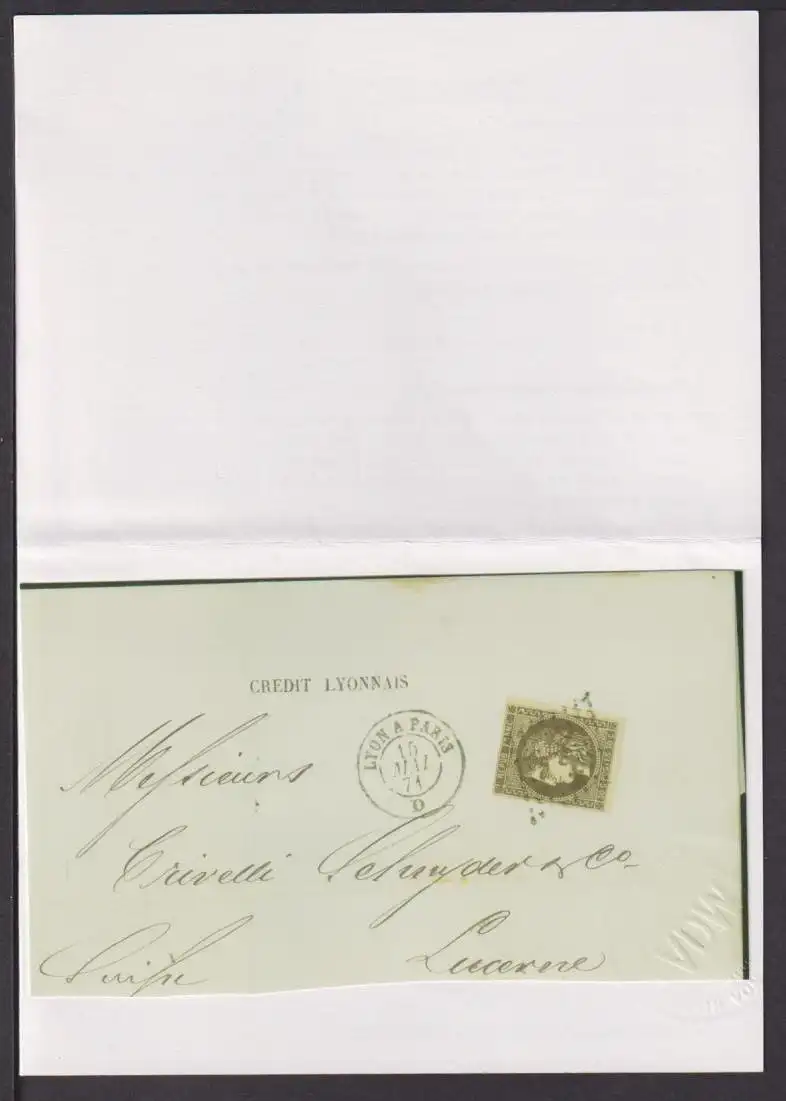 CREDIT LYONNAIS
LYON A PARIS
15
MAI
71
D
Messieurs
Crivelli Schnyder & Co
Suisse
Lucerne